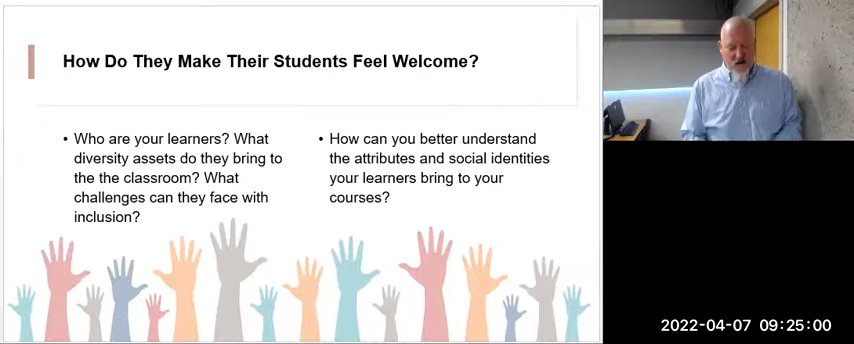 How Do They Make Their Students Feel Welcome?
• Who are your learners? What
diversity assets do they bring to
the the classroom? What
challenges can they face with
inclusion?
• How can you better understand
the attributes and social identities
your learners bring to your
courses?
2022-04-07 09:25:00